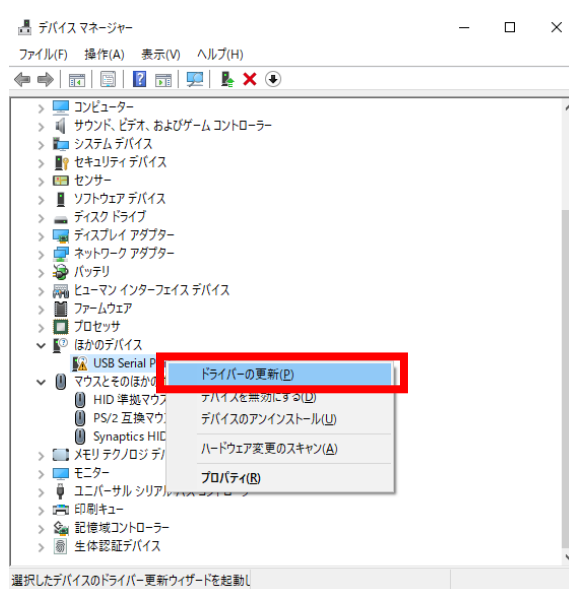 デバイス マネージャー
ファイル(F) 操作(A) 表示(V) ヘルプ(H)
コンピューター
サウンド、ビデオ、およびゲーム コントローラー
システム デバイス
セキュリティ デバイス
センサー
ソフトウェア デバイス
ディスク ドライブ
ディスプレイ アダプター
ネットワーク アダプター
バッテリ
ヒューマン インターフェイス デバイス
ファームウェア
プロセッサ
ほかのデバイス
USB Serial P
ドライバーの更新(P)
マウスとそのほかの
デバイスを無効にする(D)
HID 準拠マウス
PS/2 互換マウ
デバイスのアンインストール(U)
Synaptics HID
ハードウェア変更のスキャン(A)
メモリ テクノロジ デバ
モニター
プロパティ(R)
ユニバーサル シリアル バス コントローラー
印刷キュー
記憶域コントローラー
生体認証デバイス
選択したデバイスのドライバー更新ウィザードを起動し